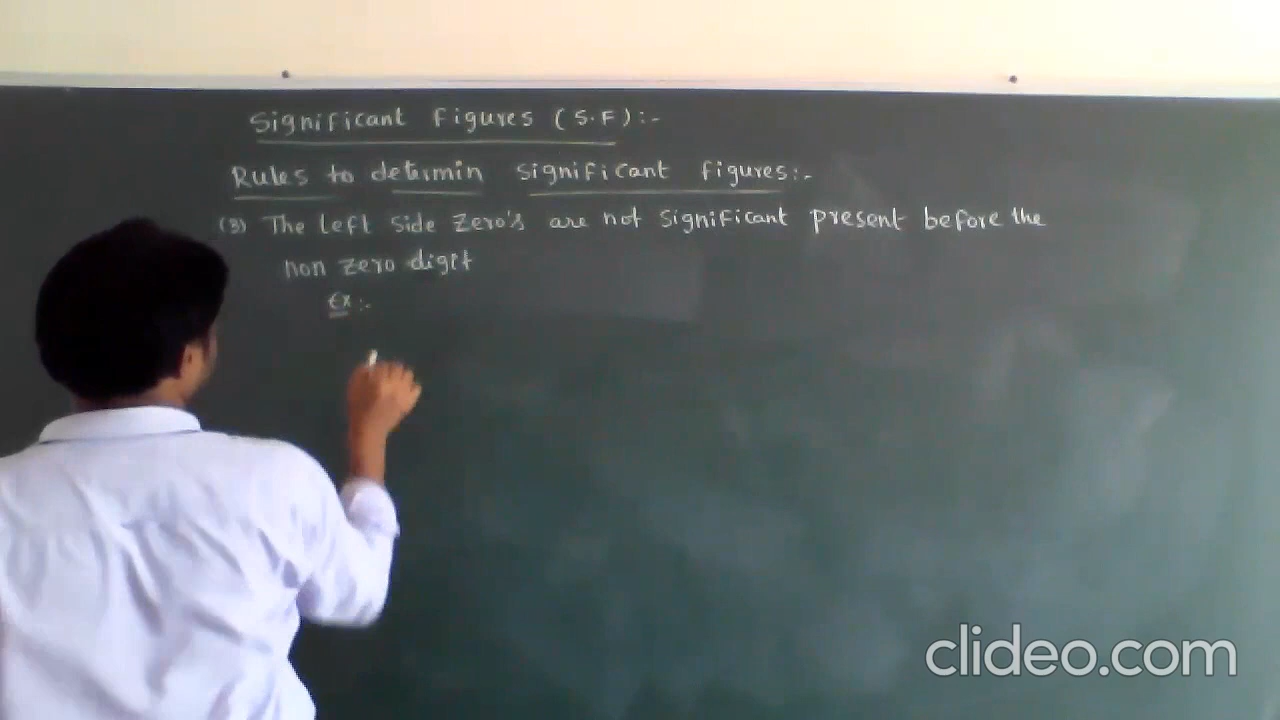 Significant Figures (S.F):-
Rules to determin significant figures:-
(3) The left side zero's are not significant present before the
non zero digit
Ex:-
clideo.com